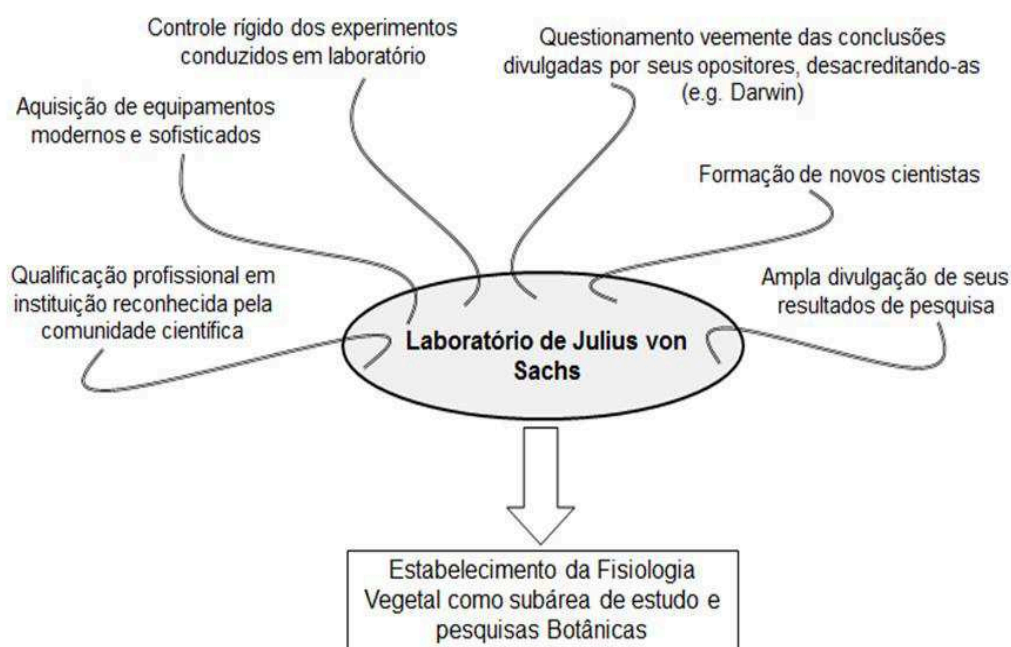 Controle rígido dos experimentos
conduzidos em laboratório
Questionamento veemente das conclusões
divulgadas por seus opositores, desacreditando-as
(e.g. Darwin)
Aquisição de equipamentos
modernos e sofisticados
Formação de novos cientistas
Qualificação profissional em
instituição reconhecida pela
comunidade científica
Ampla divulgação de seus
resultados de pesquisa
Laboratório de Julius von
Sachs
Estabelecimento da Fisiologia
Vegetal como subárea de estudo e
pesquisas Botânicas